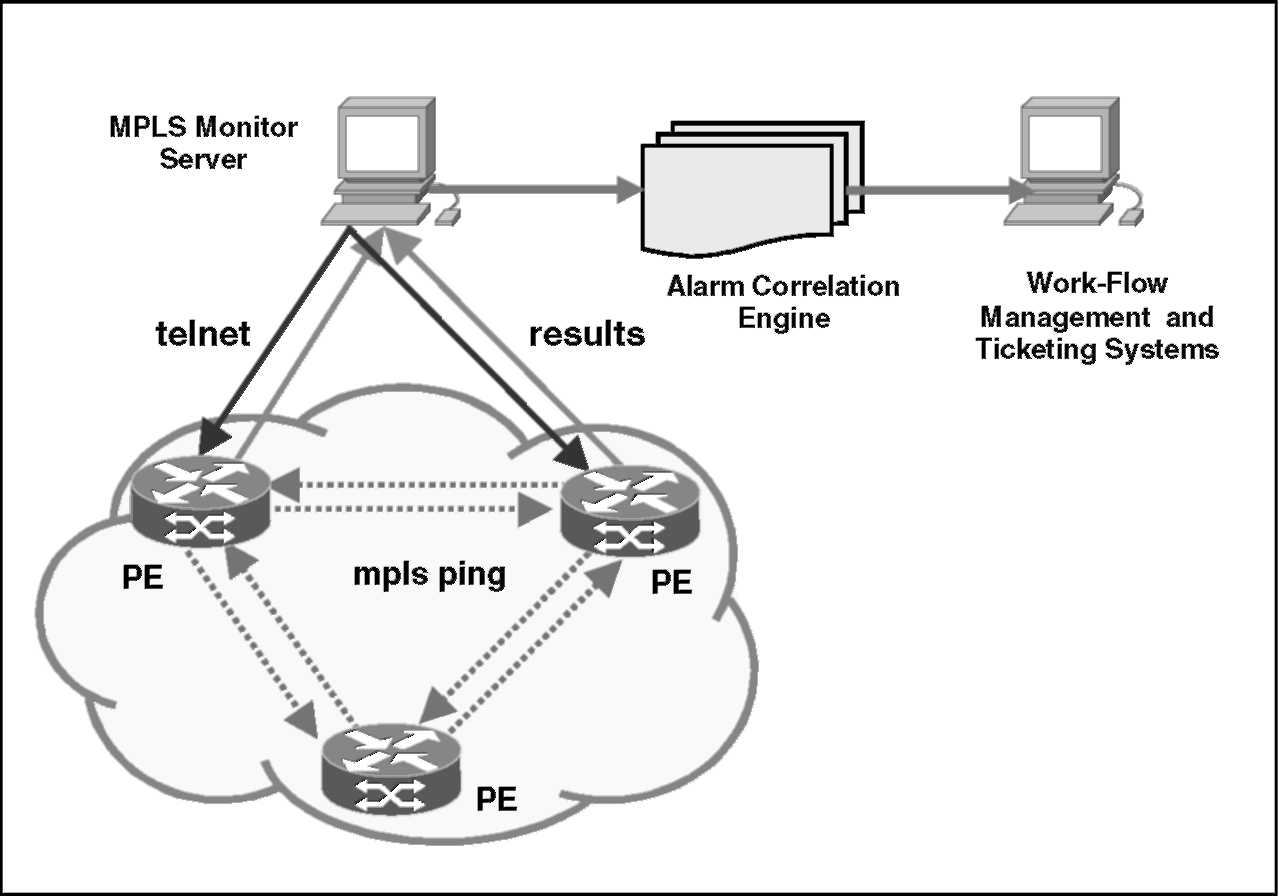 MPLS Monitor
Server
Alarm Correlation
Engine
Work-Flow
Management and
Ticketing Systems
telnet
results
mpls ping
PE
PE
PE